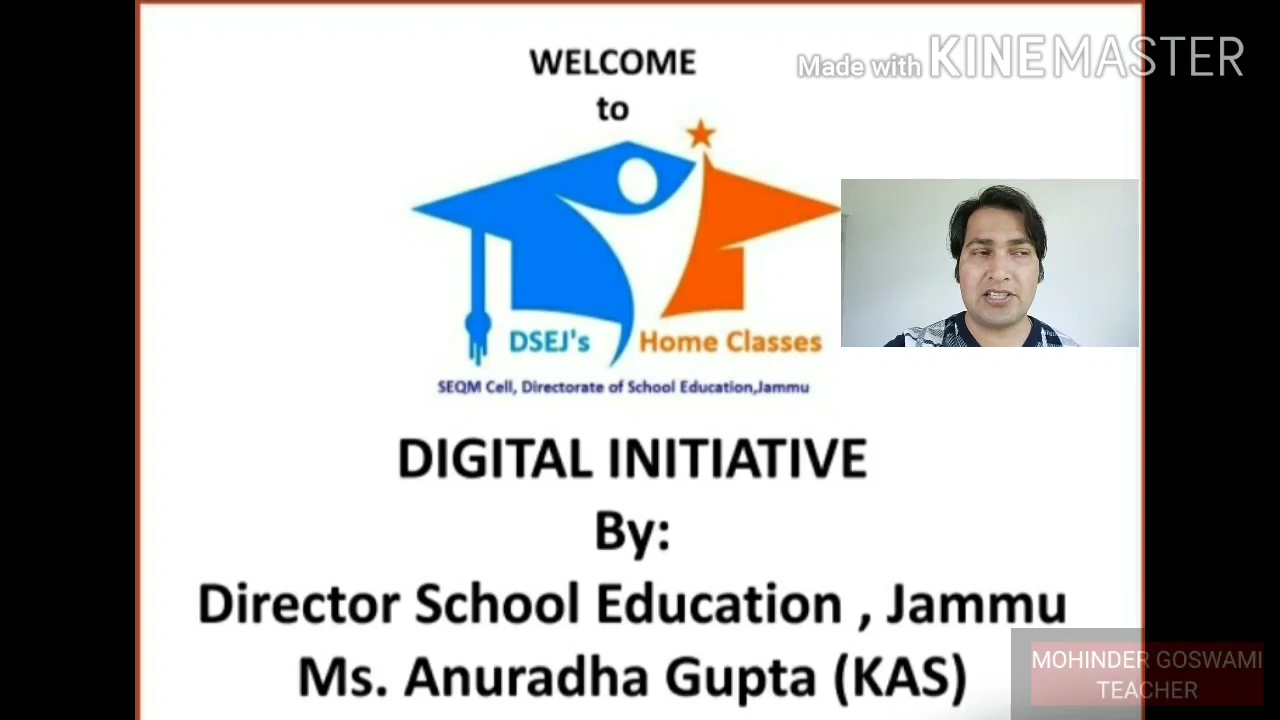 WELCOME
to
Made with KINEMASTER
DSEJ's Home Classes
SEQM Cell, Directorate of School Education,Jammu
DIGITAL INITIATIVE
By:
Director School Education , Jammu
Ms. Anuradha Gupta (KAS)
MOHINDER GOSWAMI
TEACHER